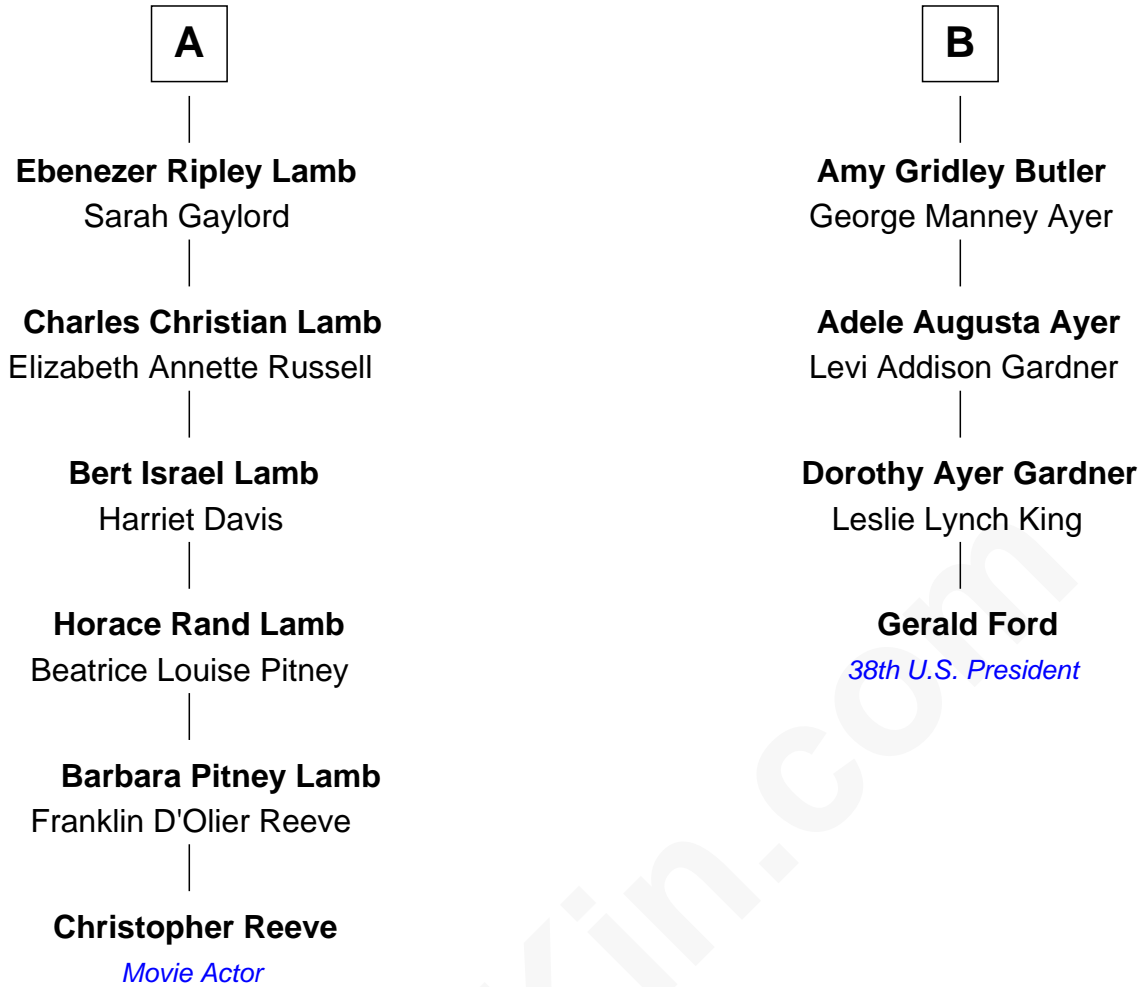 A
Ebenezer Ripley Lamb
Sarah Gaylord
Charles Christian Lamb
Elizabeth Annette Russell
Bert Israel Lamb
Harriet Davis
Horace Rand Lamb
Beatrice Louise Pitney
Barbara Pitney Lamb
Franklin D'Olier Reeve
Christopher Reeve
Movie Actor
B
Amy Gridley Butler
George Manney Ayer
Adele Augusta Ayer
Levi Addison Gardner
Dorothy Ayer Gardner
Leslie Lynch King
Gerald Ford
38th U.S. President
Kin.com